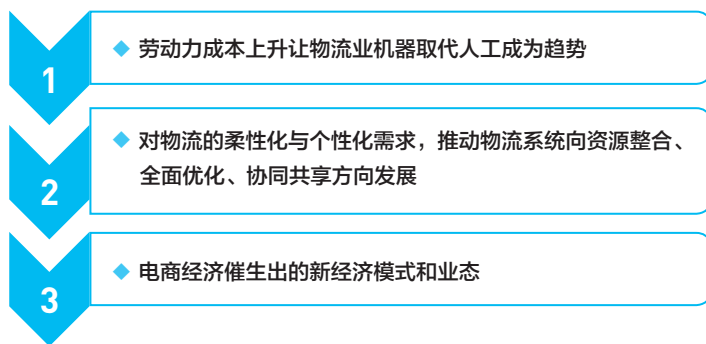 1
◆ 劳动力成本上升让物流业机器取代人工成为趋势
2
◆ 对物流的柔性化与个性化需求，推动物流系统向资源整合、
全面优化、协同共享方向发展
3
◆ 电商经济催生出的新经济模式和业态